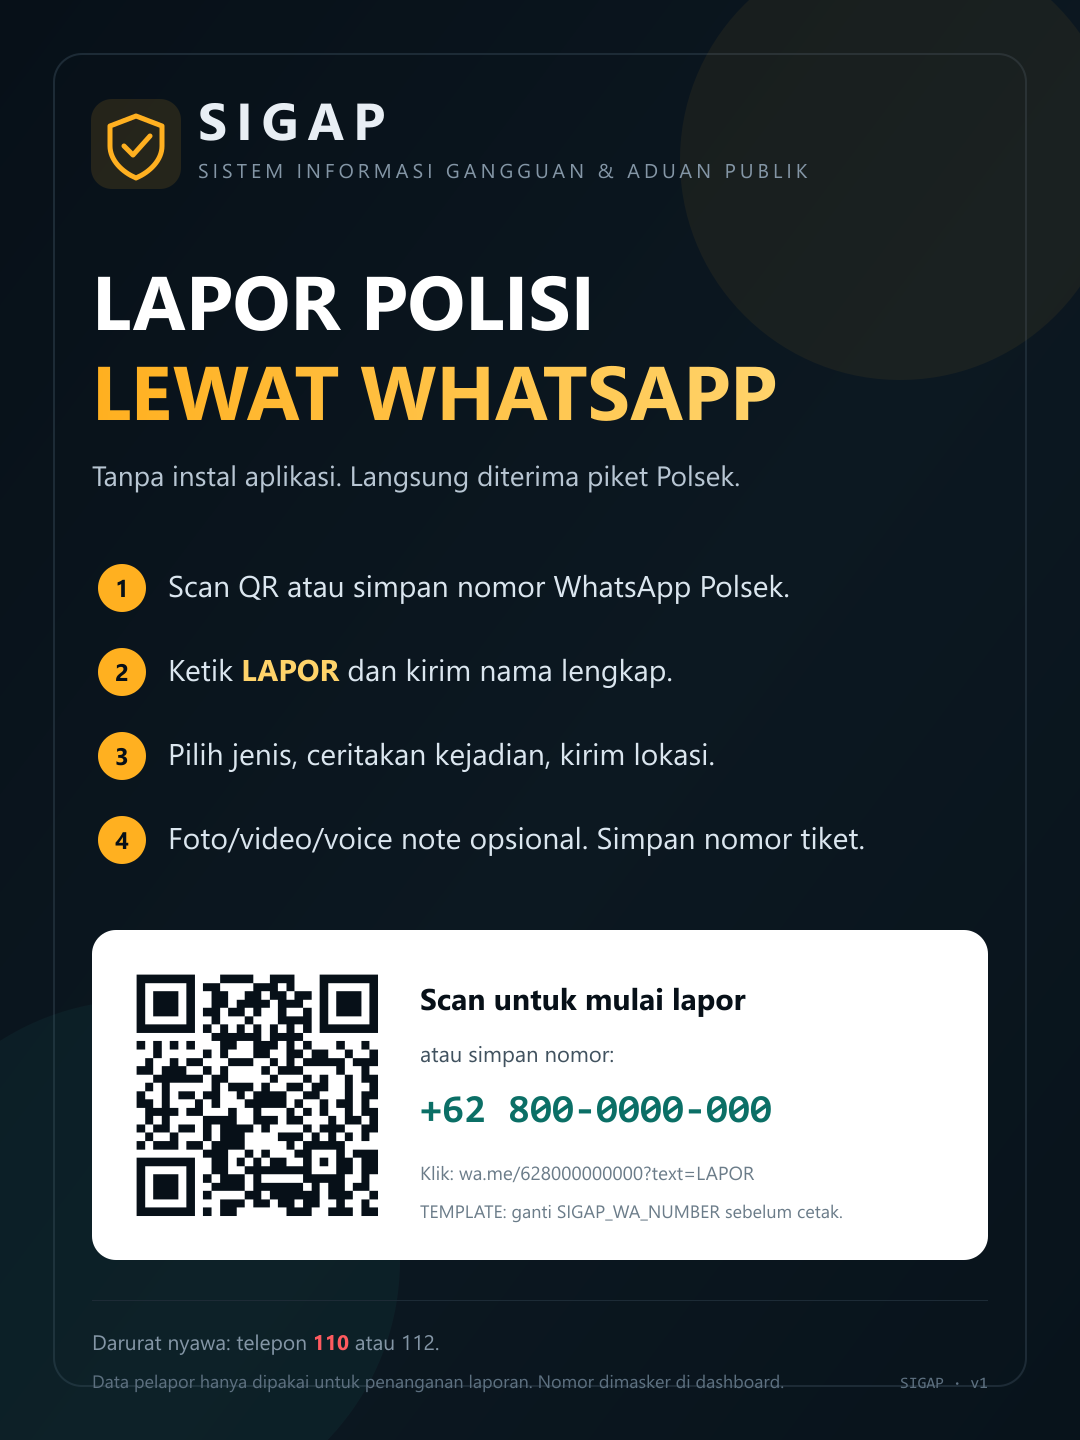 SIGAP
SISTEM INFORMASI GANGGUAN & ADUAN PUBLIK
LAPOR POLISI
LEWAT WHATSAPP
Tanpa instal aplikasi. Langsung diterima piket Polsek.
1 Scan QR atau simpan nomor WhatsApp Polsek.
2 Ketik LAPOR dan kirim nama lengkap.
3 Pilih jenis, ceritakan kejadian, kirim lokasi.
4 Foto/video/voice note opsional. Simpan nomor tiket.
Scan untuk mulai lapor
atau simpan nomor:
+62 800-0000-000
Klik: wa.me/628000000000?text=LAPOR
TEMPLATE: ganti SIGAP_WA_NUMBER sebelum cetak.
Darurat nyawa: telepon 110 atau 112.
Data pelapor hanya dipakai untuk penanganan laporan. Nomor dimasker di dashboard.
SIGAP · v1